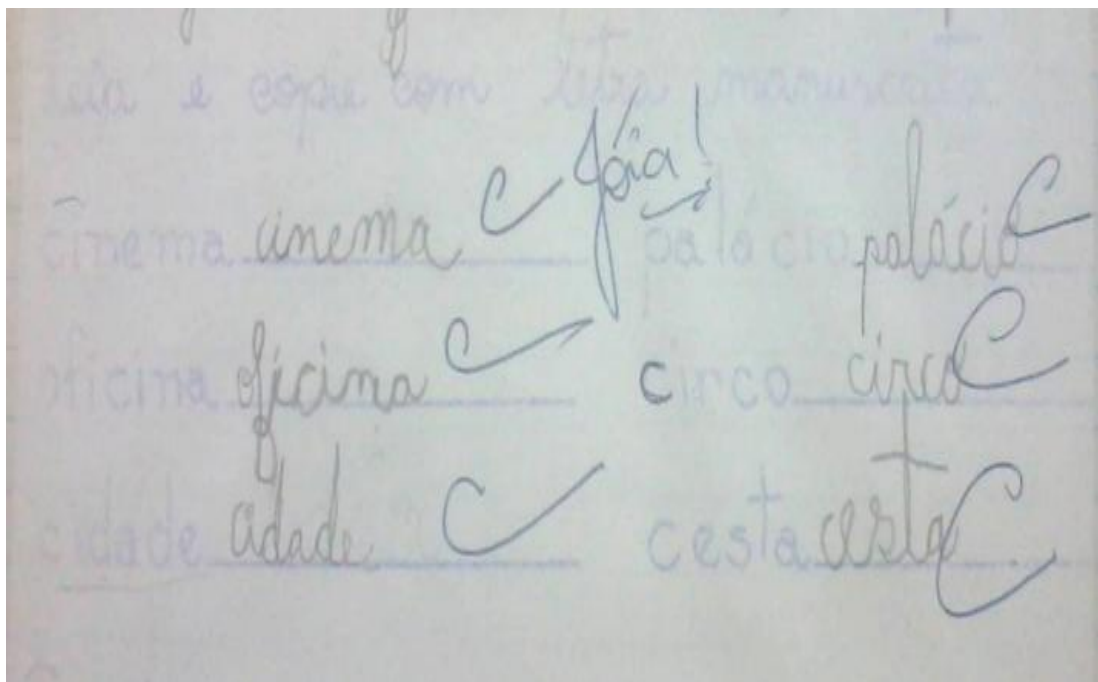 leia e copie com letra manuscrita
Jóia!
cinema cinema C palácio palácio C
oficina oficina C circo circo C
cidade cidade C cesta cesta C